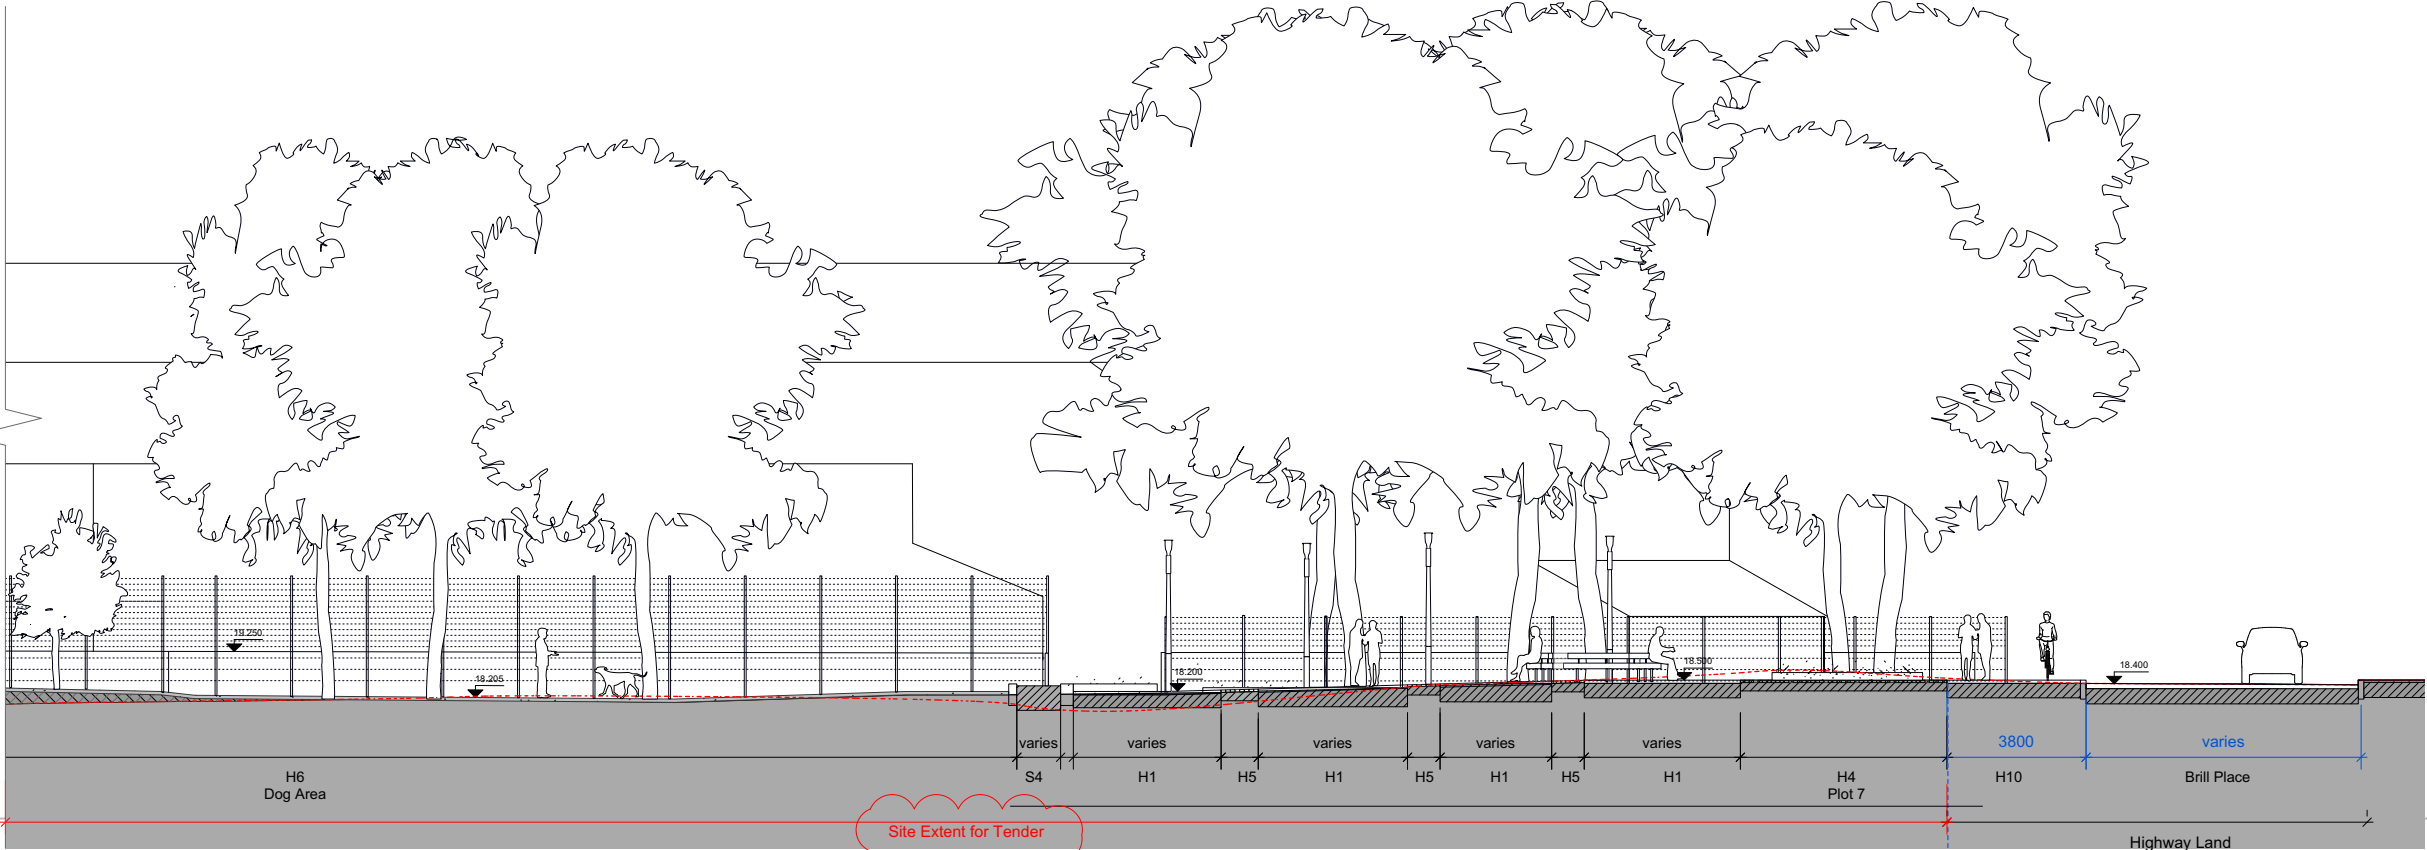 19.250
18.205
18.200
18.500
18.400
varies
varies
varies
varies
varies
3800
varies
H6
S4
H1
H5
H1
H5
H1
H5
H1
H4
H10
Brill Place
Dog Area
Plot 7
Site Extent for Tender
Highway Land